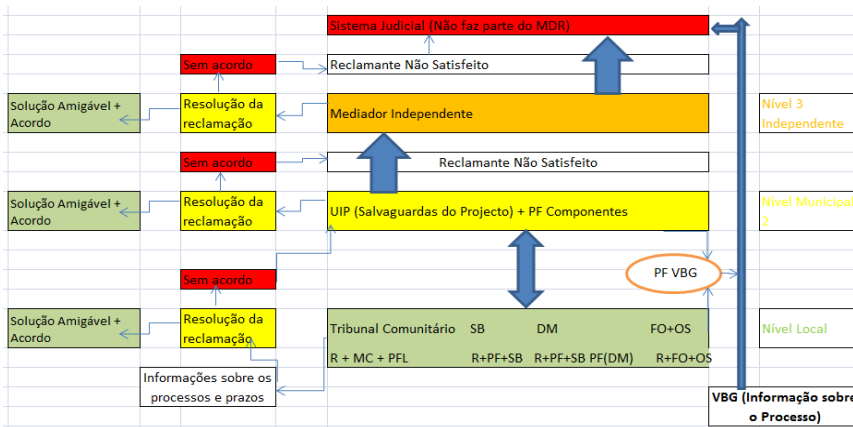 Sistema Judicial (Não faz parte do MDR)
Sem acordo
Reclamante Não Satisfeito
Solução Amigável +
Acordo
Resolução da
reclamação
Mediador Independente
Nível 3
Independente
Sem acordo
Reclamante Não Satisfeito
Solução Amigável +
Acordo
Resolução da
reclamação
UIP (Salvaguardas do Projecto) + PF Componentes
Nível Municipal
2
Sem acordo
PF VBG
Solução Amigável +
Acordo
Resolução da
reclamação
Tribunal Comunitário SB DM FO+OS
R + MC + PFL R+PF+SB R+PF+SB PF(DM) R+FO+OS
Nível Local
Informações sobre os
processos e prazos
VBG (Informação sobre
o Processo)